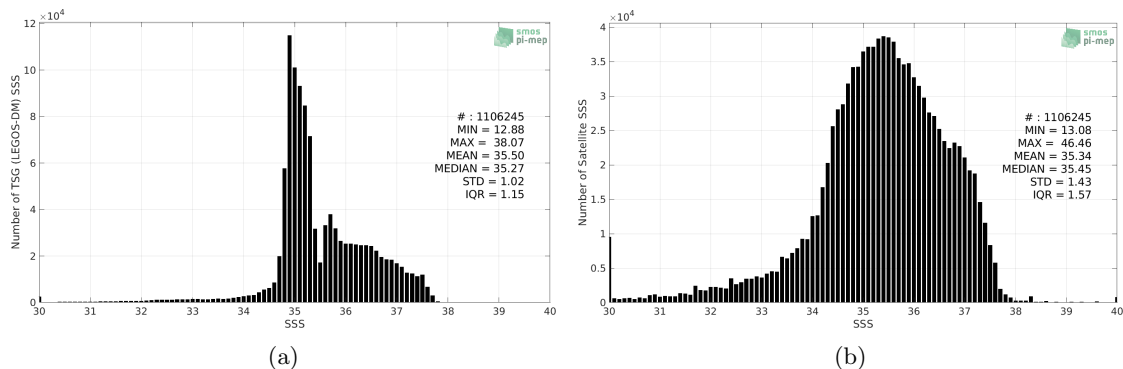 ×10⁴
12
10
8
6
4
2
0
Number of TSG (LEGOS-DM) SSS
30 31 32 33 34 35 36 37 38 39 40
SSS
smos
pi-mep
# : 1106245
MIN = 12.88
MAX = 38.07
MEAN = 35.50
MEDIAN = 35.27
STD = 1.02
IQR = 1.15
(a)
×10⁴
4
3.5
3
2.5
2
1.5
1
0.5
0
Number of Satellite SSS
30 31 32 33 34 35 36 37 38 39 40
SSS
smos
pi-mep
# : 1106245
MIN = 13.08
MAX = 46.46
MEAN = 35.34
MEDIAN = 35.45
STD = 1.43
IQR = 1.57
(b)